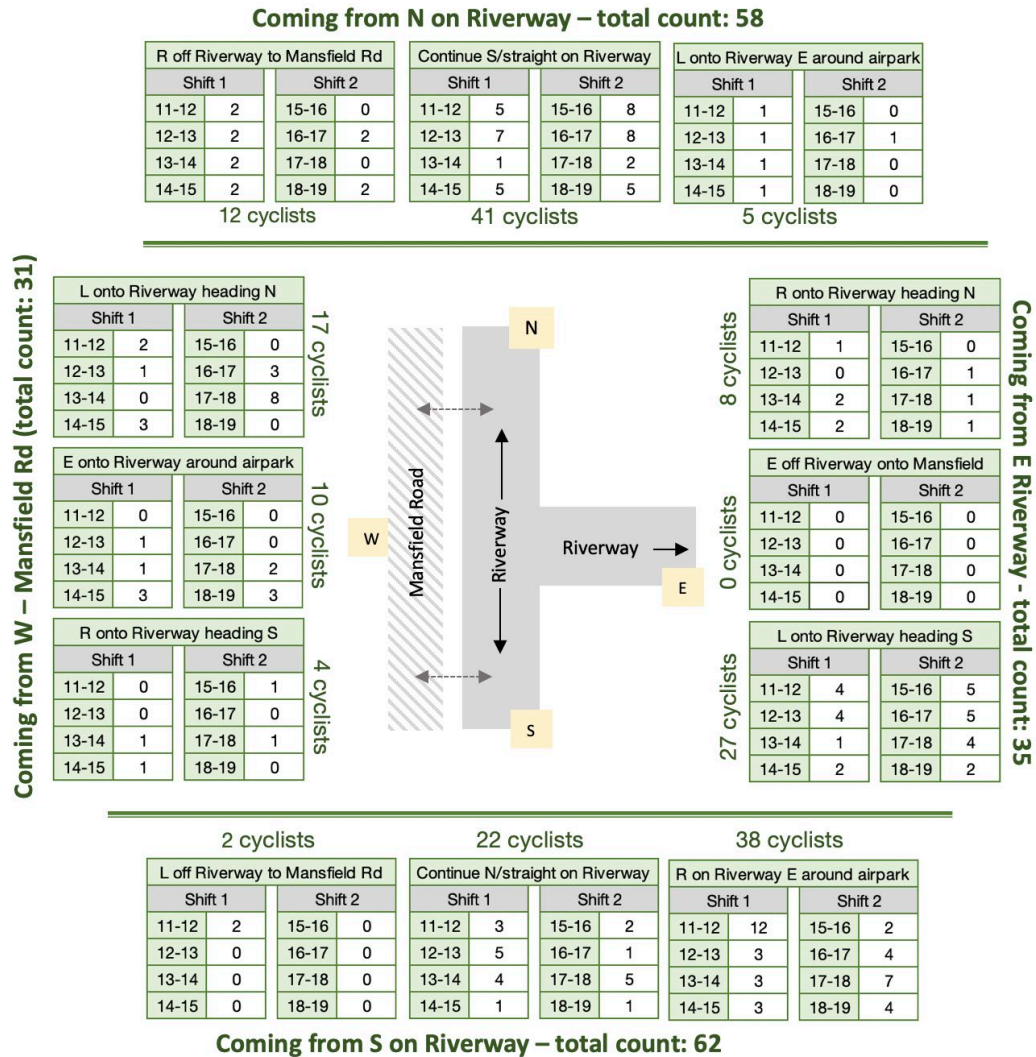 Coming from N on Riverway – total count: 58
R off Riverway to Mansfield Rd
Shift 1 Shift 2
11-12 2 15-16 0
12-13 2 16-17 2
13-14 2 17-18 0
14-15 2 18-19 2
12 cyclists
Continue S/straight on Riverway
Shift 1 Shift 2
11-12 5 15-16 8
12-13 7 16-17 8
13-14 1 17-18 2
14-15 5 18-19 5
41 cyclists
L onto Riverway E around airpark
Shift 1 Shift 2
11-12 1 15-16 0
12-13 1 16-17 1
13-14 1 17-18 0
14-15 1 18-19 0
5 cyclists
Coming from W – Mansfield Rd (total count: 31)
L onto Riverway heading N
Shift 1 Shift 2
11-12 2 15-16 0
12-13 1 16-17 3
13-14 0 17-18 8
14-15 3 18-19 0
17 cyclists
E onto Riverway around airpark
Shift 1 Shift 2
11-12 0 15-16 0
12-13 1 16-17 0
13-14 1 17-18 2
14-15 3 18-19 3
10 cyclists
R onto Riverway heading S
Shift 1 Shift 2
11-12 0 15-16 1
12-13 0 16-17 0
13-14 1 17-18 1
14-15 1 18-19 0
4 cyclists
N
W
Mansfield Road
Riverway
Riverway
E
S
Coming from E Riverway - total count: 35
R onto Riverway heading N
Shift 1 Shift 2
11-12 1 15-16 0
12-13 0 16-17 1
13-14 2 17-18 1
14-15 2 18-19 1
8 cyclists
E off Riverway onto Mansfield
Shift 1 Shift 2
11-12 0 15-16 0
12-13 0 16-17 0
13-14 0 17-18 0
14-15 0 18-19 0
0 cyclists
L onto Riverway heading S
Shift 1 Shift 2
11-12 4 15-16 5
12-13 4 16-17 5
13-14 1 17-18 4
14-15 2 18-19 2
27 cyclists
2 cyclists
L off Riverway to Mansfield Rd
Shift 1 Shift 2
11-12 2 15-16 0
12-13 0 16-17 0
13-14 0 17-18 0
14-15 0 18-19 0
22 cyclists
Continue N/straight on Riverway
Shift 1 Shift 2
11-12 3 15-16 2
12-13 5 16-17 1
13-14 4 17-18 5
14-15 1 18-19 1
38 cyclists
R on Riverway E around airpark
Shift 1 Shift 2
11-12 12 15-16 2
12-13 3 16-17 4
13-14 3 17-18 7
14-15 3 18-19 4
Coming from S on Riverway – total count: 62